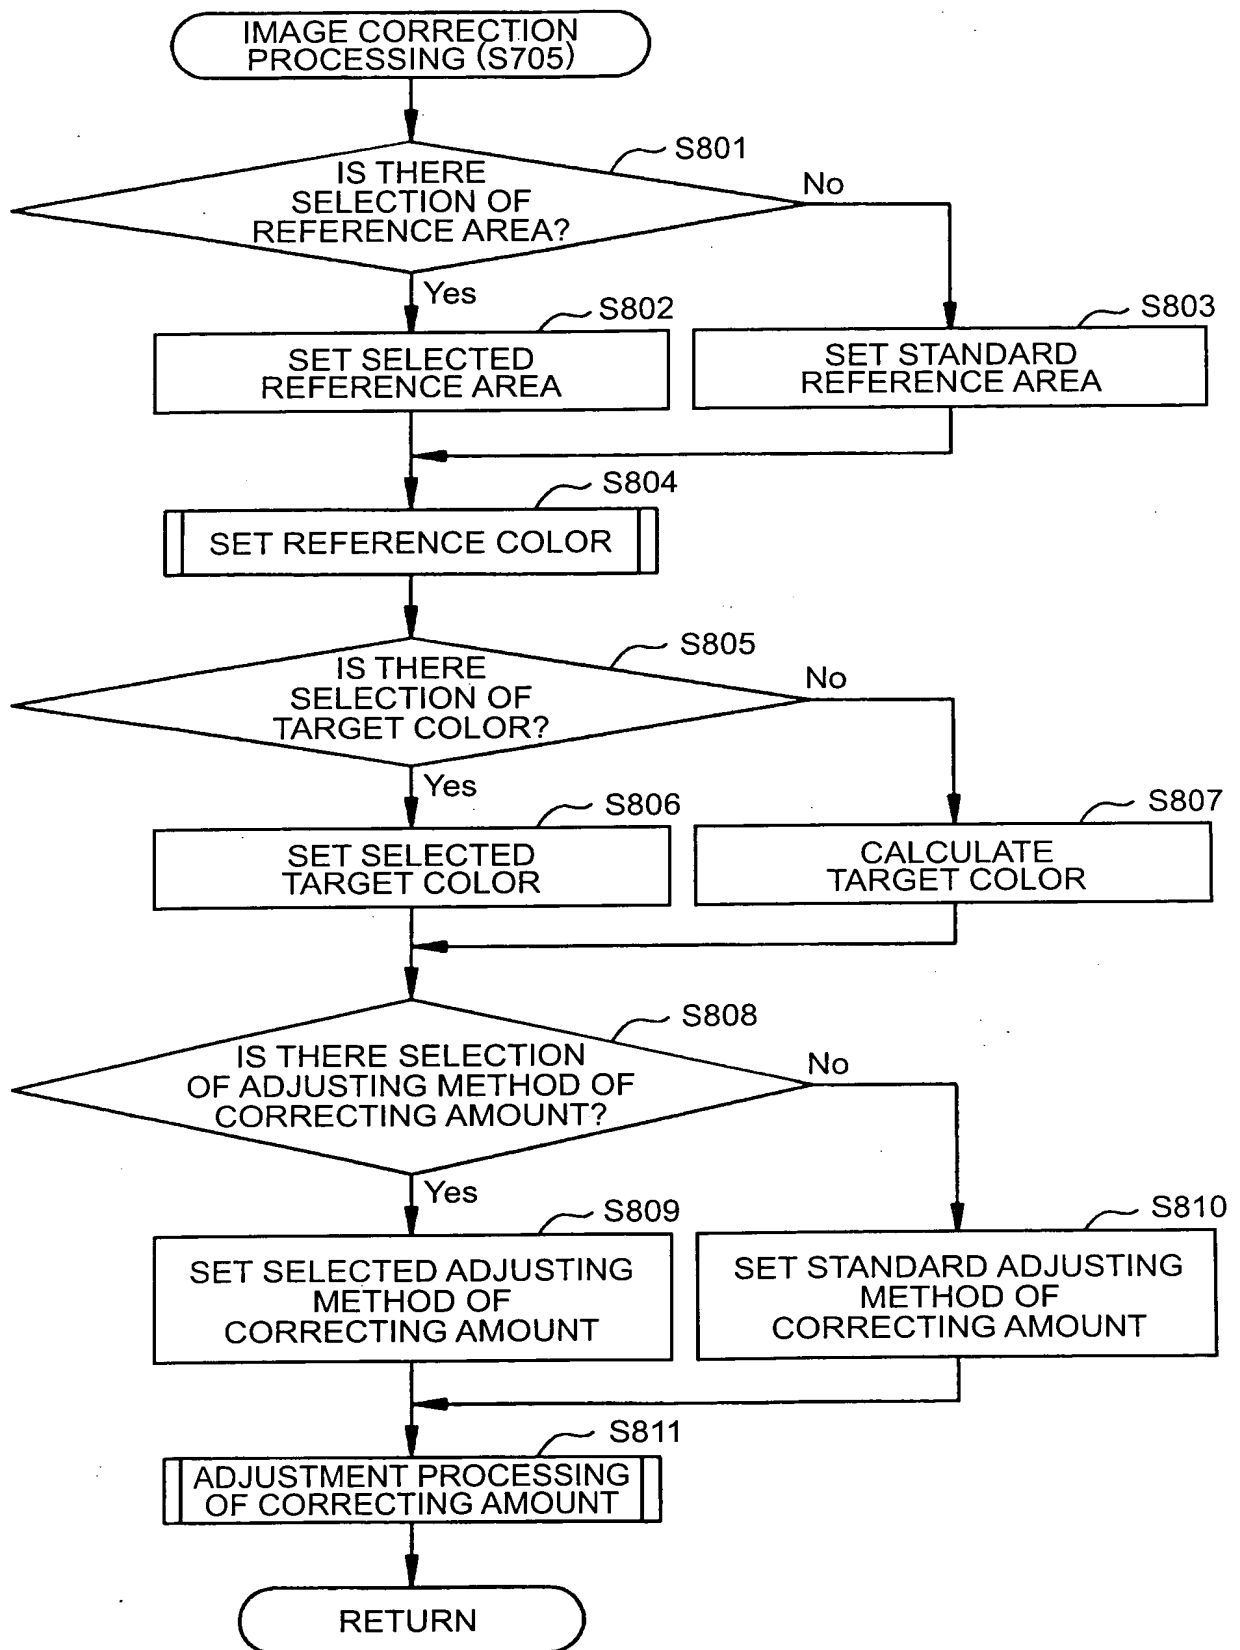 IMAGE CORRECTION
PROCESSING (S705)
S801
IS THERE
SELECTION OF
REFERENCE AREA?
No
Yes
S802
SET SELECTED
REFERENCE AREA
S803
SET STANDARD
REFERENCE AREA
S804
SET REFERENCE COLOR
S805
IS THERE
SELECTION OF
TARGET COLOR?
No
Yes
S806
SET SELECTED
TARGET COLOR
S807
CALCULATE
TARGET COLOR
S808
IS THERE SELECTION
OF ADJUSTING METHOD OF
CORRECTING AMOUNT?
No
Yes
S809
SET SELECTED ADJUSTING
METHOD OF
CORRECTING AMOUNT
S810
SET STANDARD ADJUSTING
METHOD OF
CORRECTING AMOUNT
S811
ADJUSTMENT PROCESSING
OF CORRECTING AMOUNT
RETURN